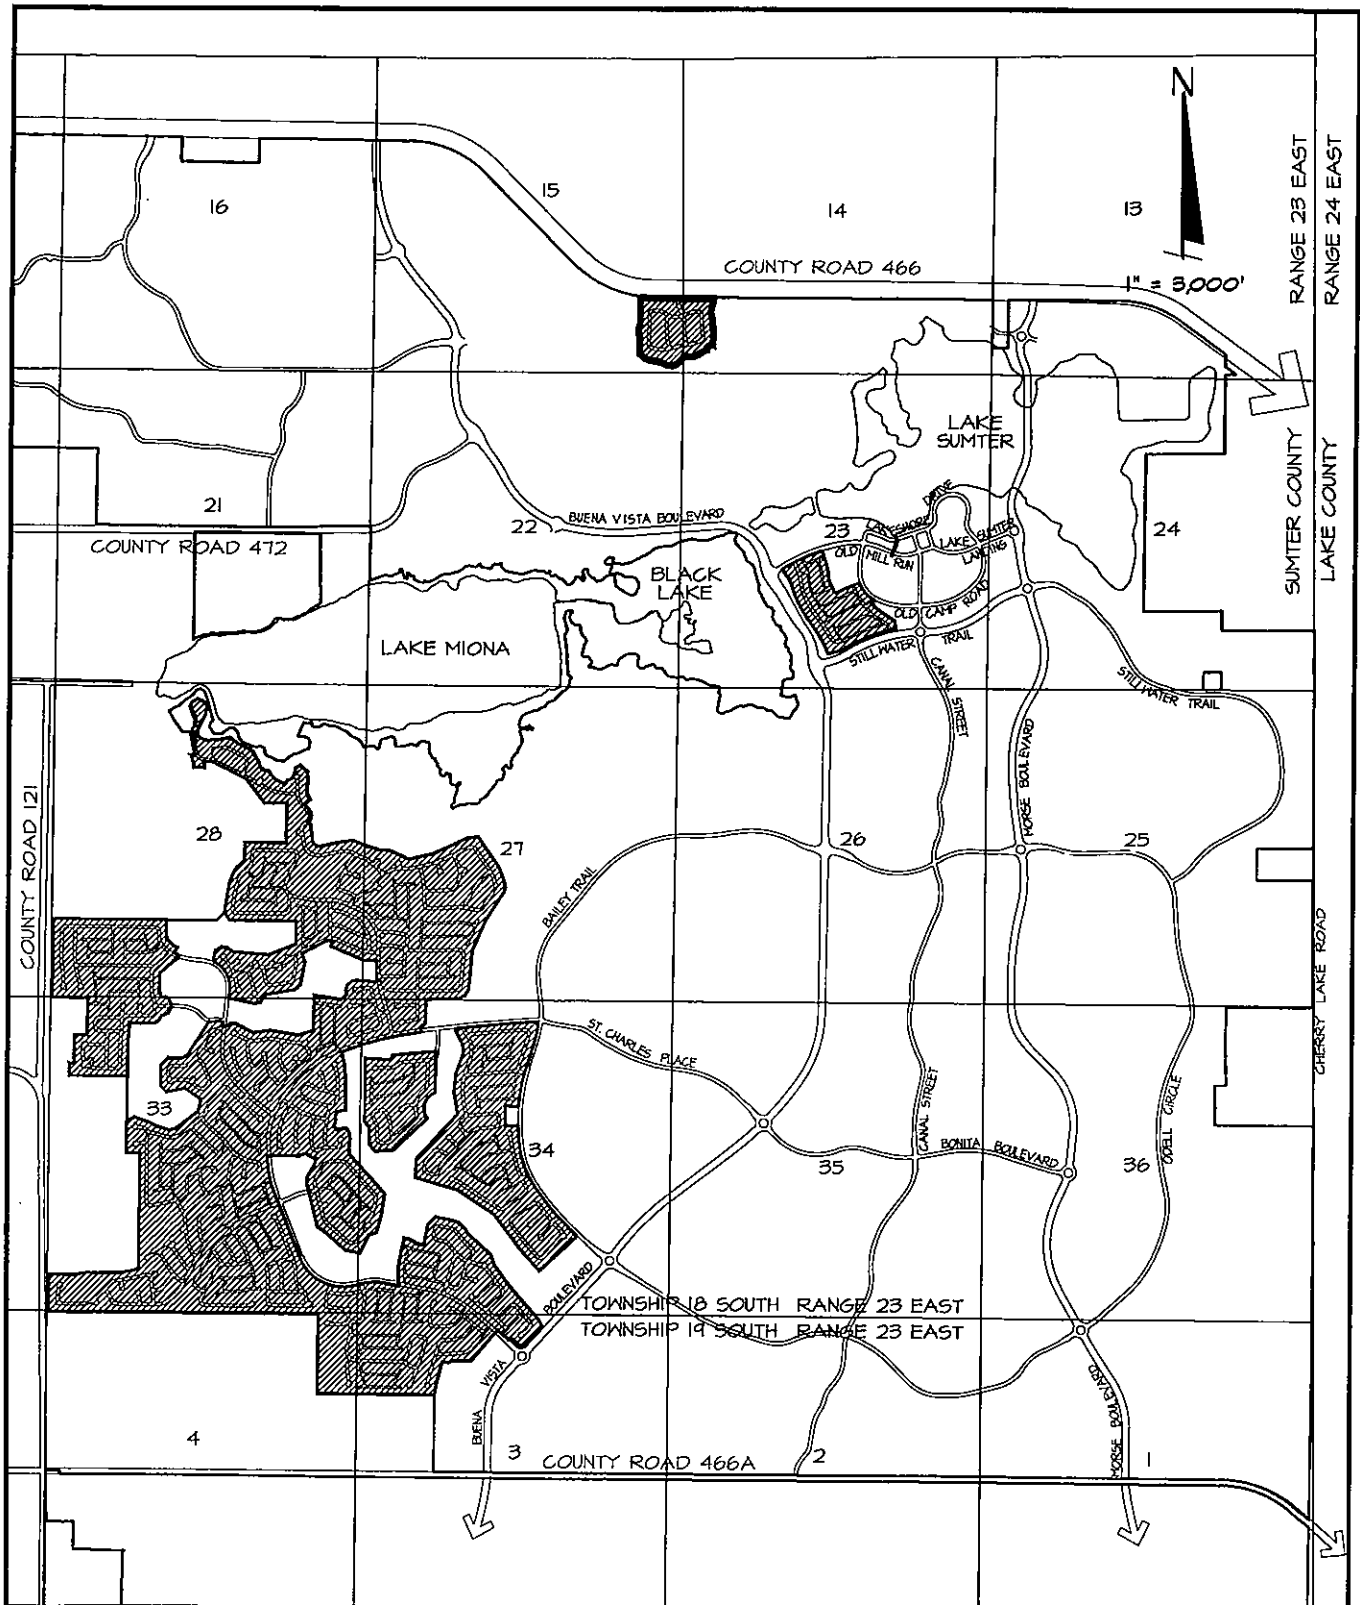 N
15
16
14
13
RANGE 23 EAST
RANGE 24 EAST
COUNTY ROAD 466
1" = 3,000'
LAKE
SUMTER
SUMTER COUNTY
LAKE COUNTY
21
22
BUENA VISTA BOULEVARD
23
LAKESHORE DRIVE
24
COUNTY ROAD 472
OLD MILL RUN
LAKE SUMTER
LANDING
BLACK
LAKE
OLD CAMP ROAD
LAKE MIONA
STILLWATER TRAIL
CANAL STREET
STILLWATER TRAIL
MORSE BOULEVARD
COUNTY ROAD 121
28
27
26
25
BAILEY TRAIL
CHERRY LAKE ROAD
ST. CHARLES PLACE
CANAL STREET
ODELL CIRCLE
33
34
35
BONITA BOULEVARD
36
BUENA VISTA BOULEVARD
TOWNSHIP 18 SOUTH RANGE 23 EAST
TOWNSHIP 19 SOUTH RANGE 23 EAST
MORSE BOULEVARD
BOULEVARD
4
3
COUNTY ROAD 466A
2
1